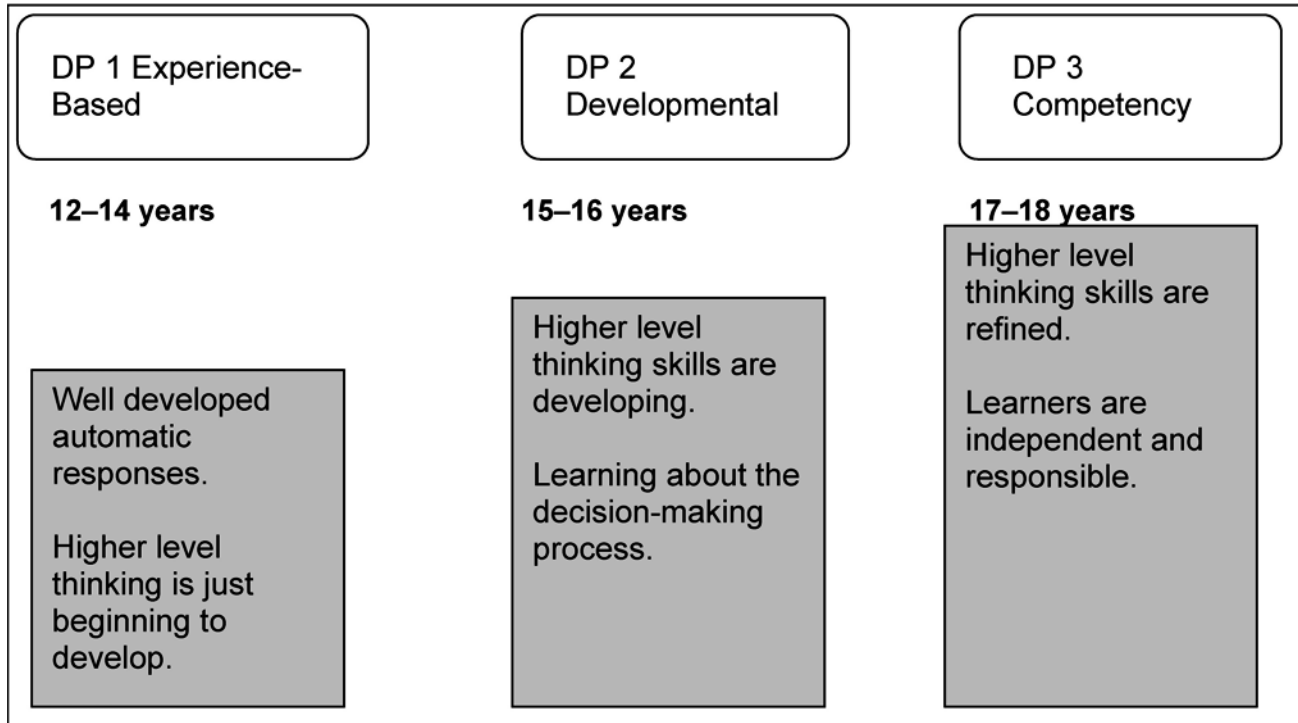 DP 1 Experience-
Based
DP 2
Developmental
DP 3
Competency
12–14 years
15–16 years
17–18 years
Well developed
automatic
responses.
Higher level
thinking is just
beginning to
develop.
Higher level
thinking skills are
developing.
Learning about the
decision-making
process.
Higher level
thinking skills are
refined.
Learners are
independent and
responsible.